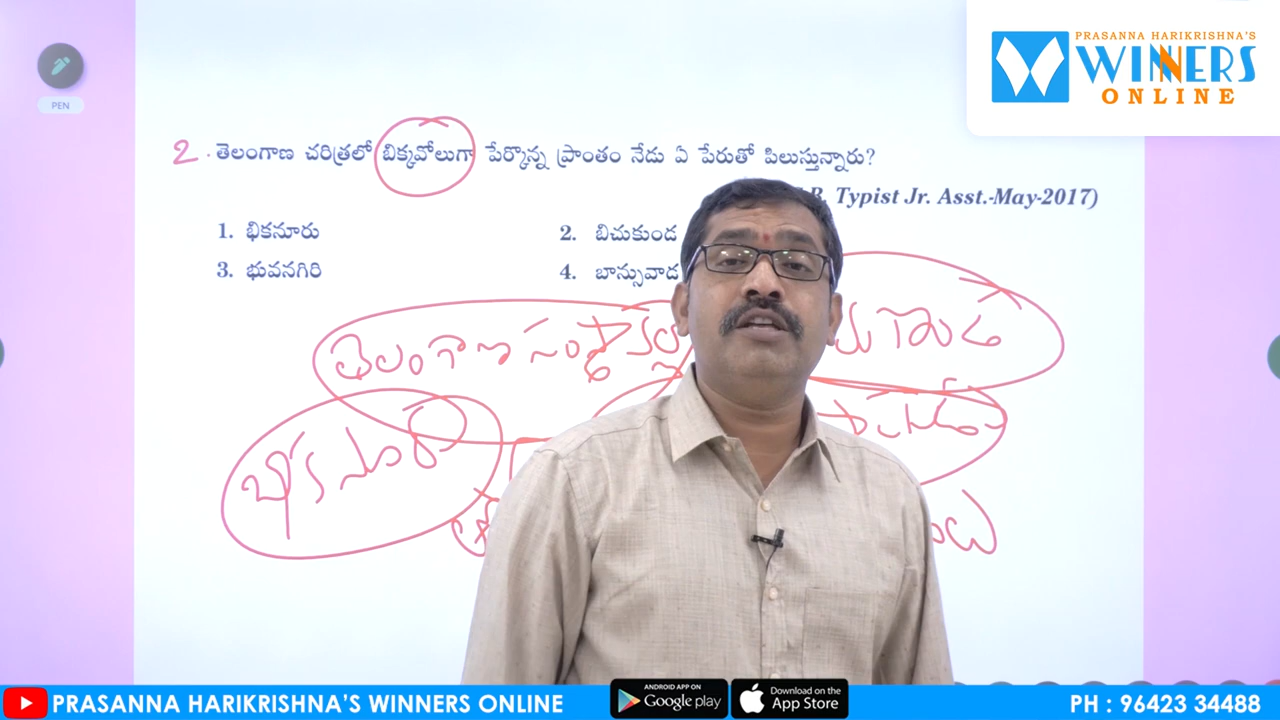 PRASANNA HARIKRISHNA'S
WINNERS
ONLINE
PEN
2. తెలంగాణ చరిత్రలో బిక్కవోలుగా పేర్కొన్న ప్రాంతం నేడు ఏ పేరుతో పిలుస్తున్నారు?
Typist Jr. Asst.-May-2017)
1. భికనూరు 2. బిచుకుంద
3. భువనగిరి 4. బాన్సువాడ
తెలంగాణ
భికనూరు
PRASANNA HARIKRISHNA'S WINNERS ONLINE
ANDROID APP ON
Google play
Download on the
App Store
PH : 96423 34488